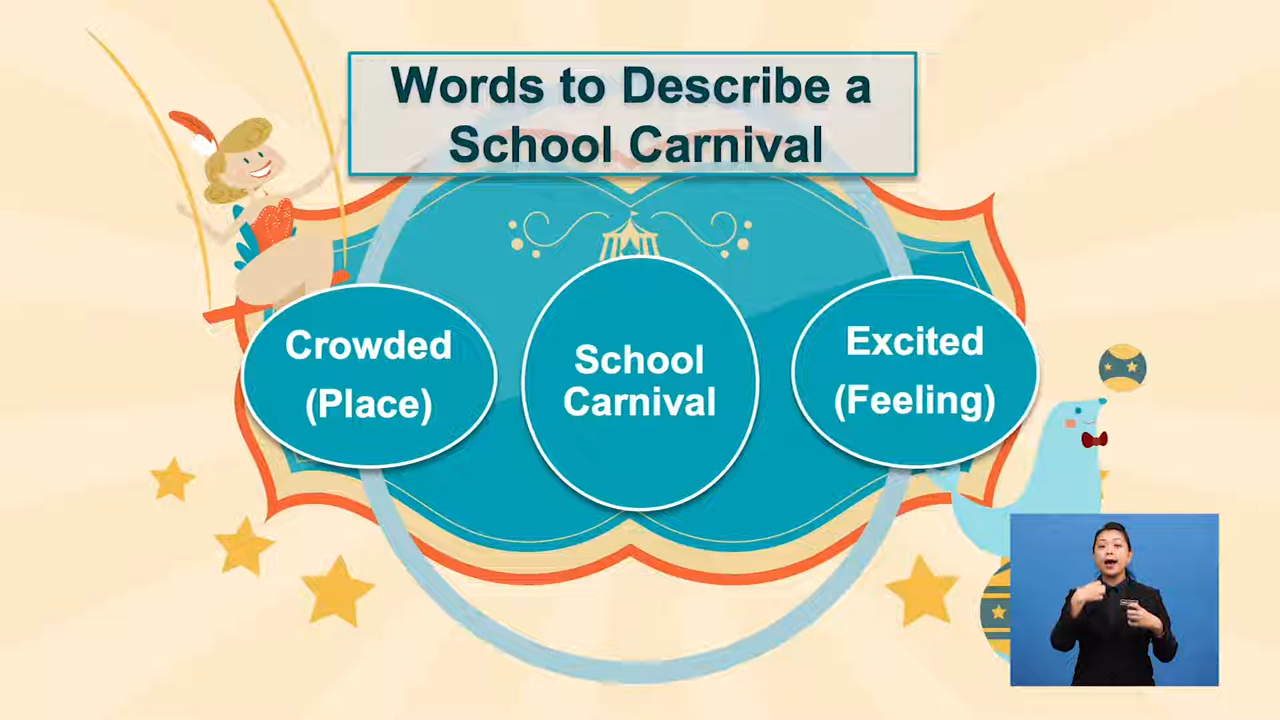 Words to Describe a
School Carnival
Crowded
(Place)
School
Carnival
Excited
(Feeling)